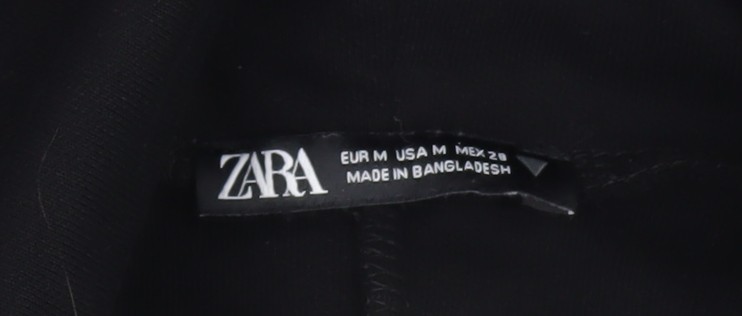 ZARA
EUR M USA M MEX 28
MADE IN BANGLADESH